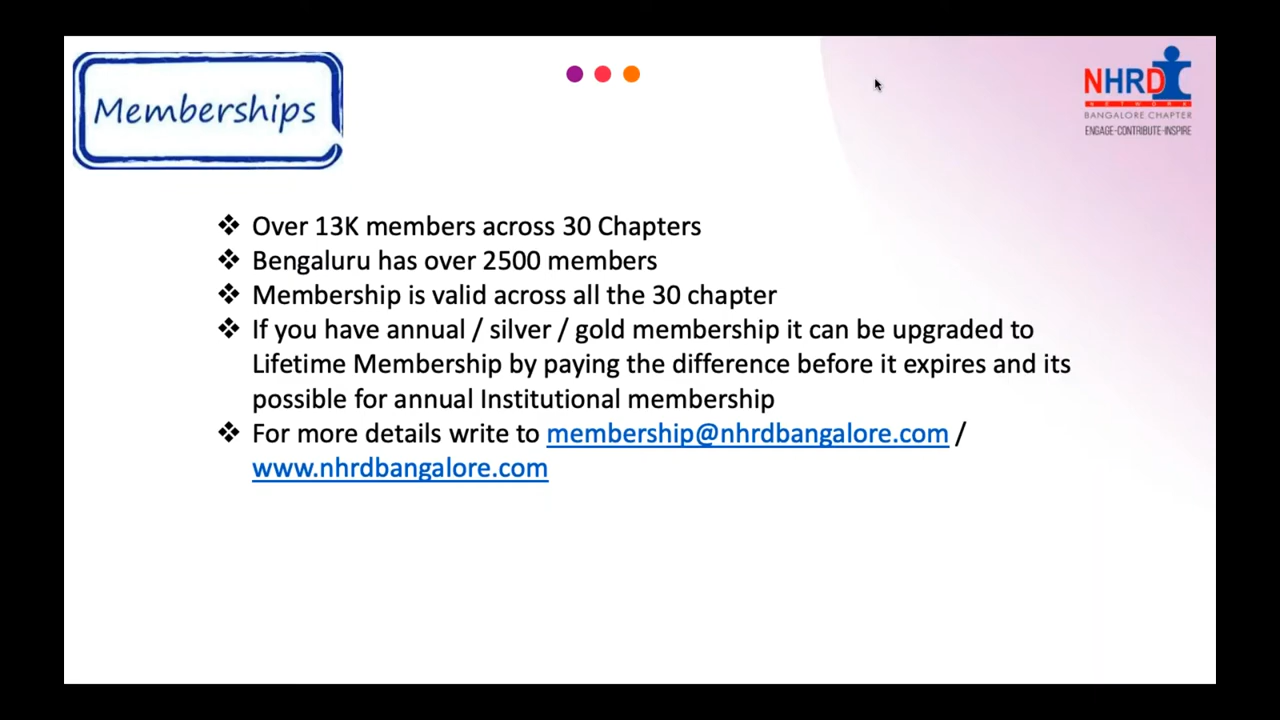 Memberships
NHRD
NETWORK
BANGALORE CHAPTER
ENGAGE-CONTRIBUTE-INSPIRE
❖ Over 13K members across 30 Chapters
❖ Bengaluru has over 2500 members
❖ Membership is valid across all the 30 chapter
❖ If you have annual / silver / gold membership it can be upgraded to
Lifetime Membership by paying the difference before it expires and its
possible for annual Institutional membership
❖ For more details write to membership@nhrdbangalore.com /
www.nhrdbangalore.com